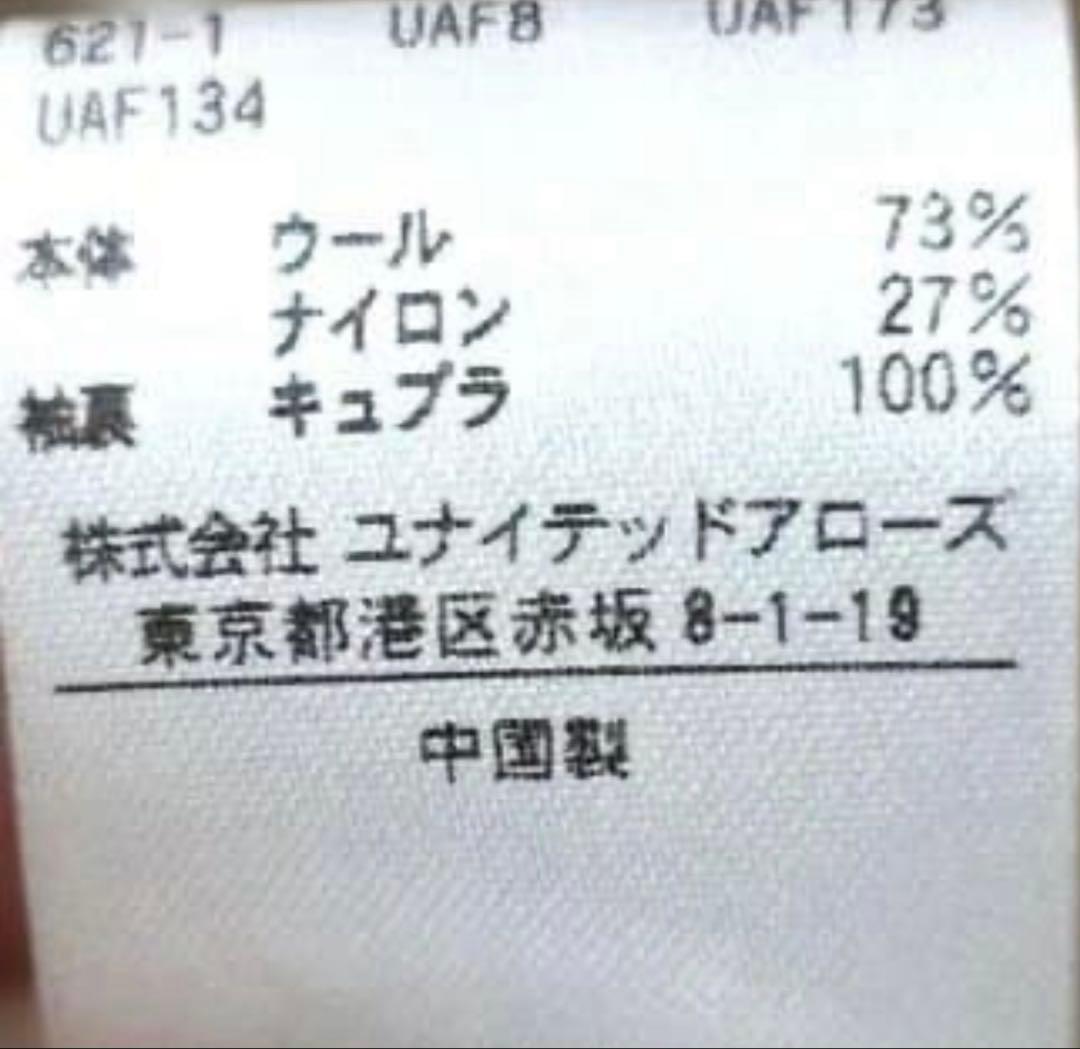 621-1 UAF8 UAF173
UAF134
本体 ウール 73%
ナイロン 27%
袖裏 キュプラ 100%
株式会社 ユナイテッドアローズ
東京都港区赤坂 8-1-19
中国製